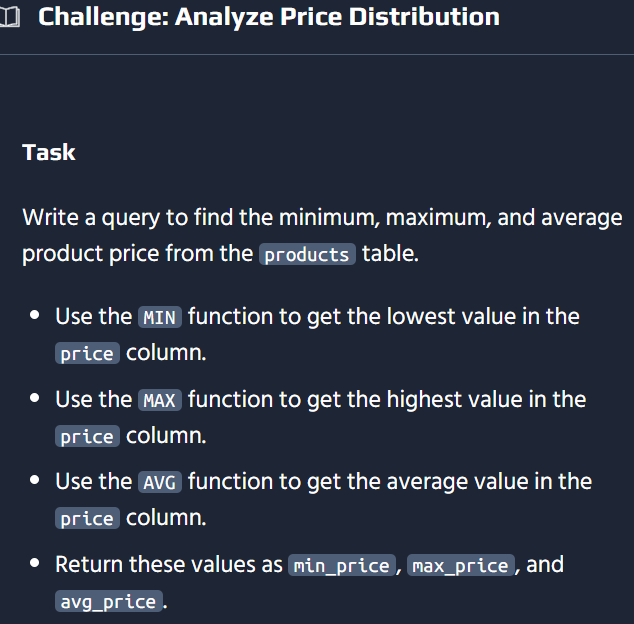 Challenge: Analyze Price Distribution
Task
Write a query to find the minimum, maximum, and average
product price from the products table.
Use the MIN function to get the lowest value in the
price column.
Use the MAX function to get the highest value in the
price column.
Use the AVG function to get the average value in the
price column.
Return these values as min_price, max_price, and
avg_price.